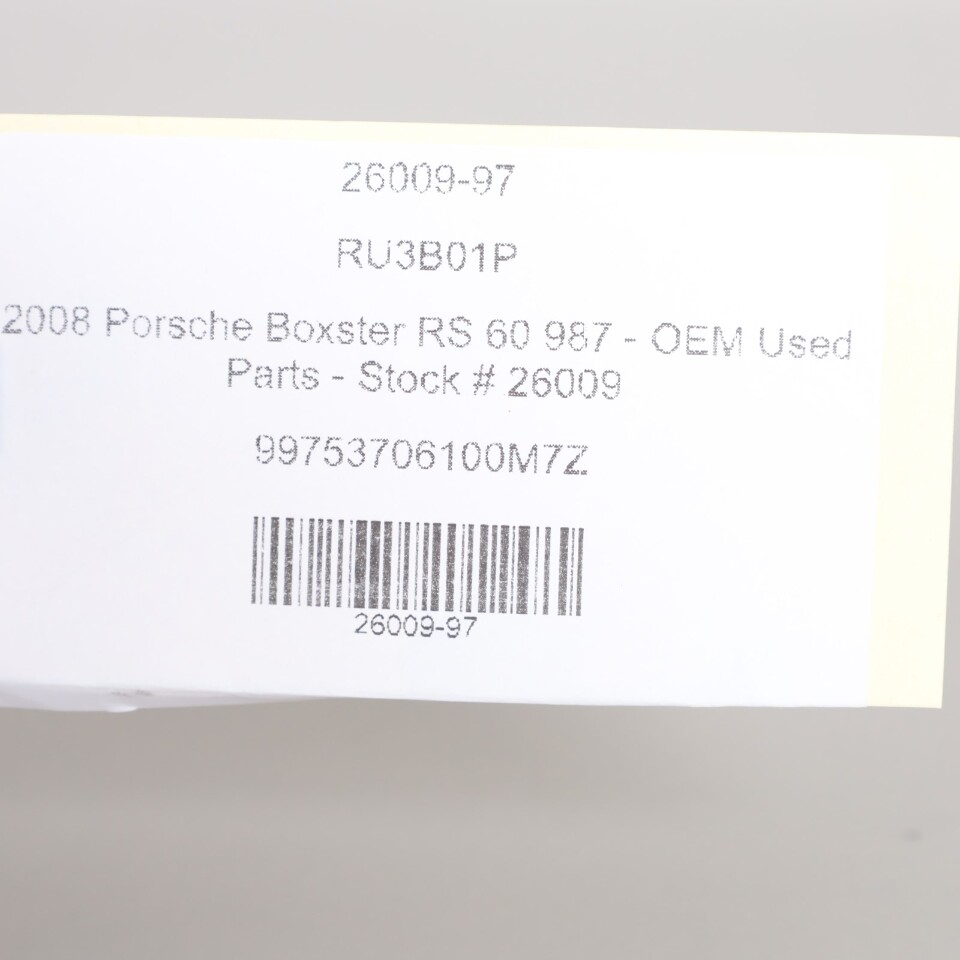 26009-97
RU3B01P
2008 Porsche Boxster RS 60 987 - OEM Used
Parts - Stock # 26009
99753706100M7Z
26009-97